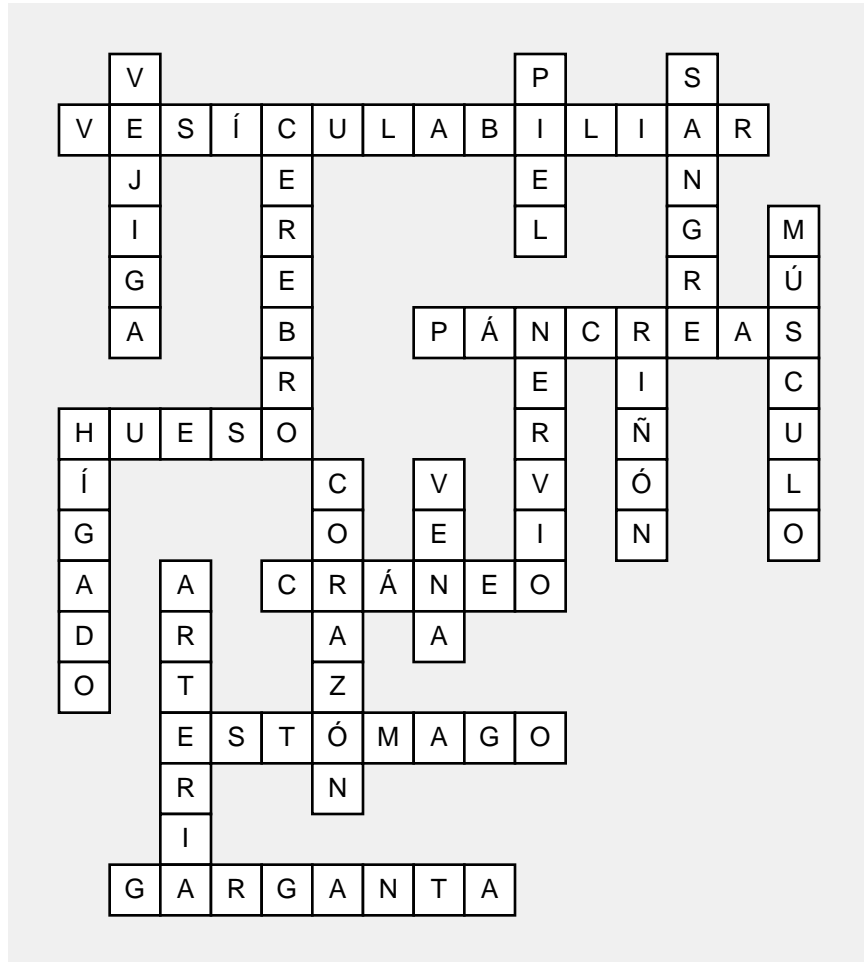 V P S
V E S Í C U L A B I L I A R
J E E N
I R L G M
G E R Ú
A B P Á N C R E A S
R E I C
H U E S O R Ñ U
Í C V V Ó L
G O E I N O
A A C R Á N E O
D R A A
O T Z
E S T Ó M A G O
R N
I
G A R G A N T A